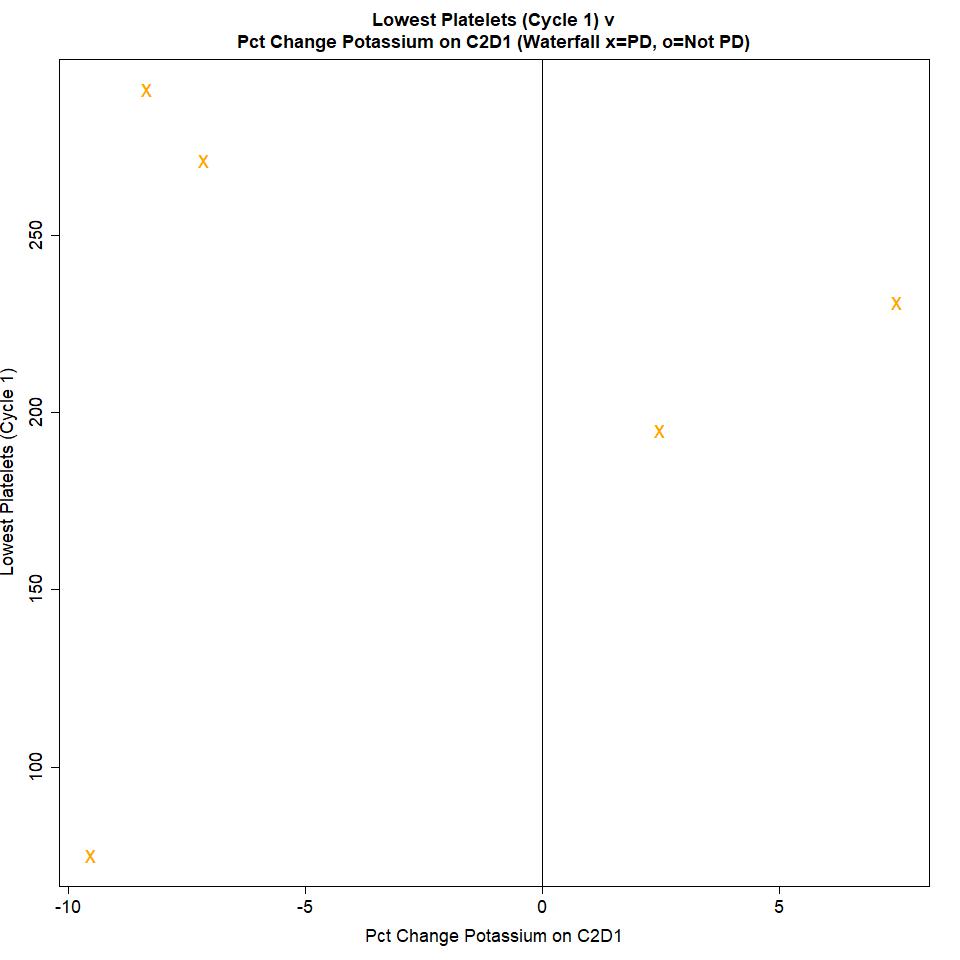 Lowest Platelets (Cycle 1) v
Pct Change Potassium on C2D1 (Waterfall x=PD, o=Not PD)
X
X
250
X
Lowest Platelets (Cycle 1)
200
X
150
100
X
-10 -5 0 5
Pct Change Potassium on C2D1